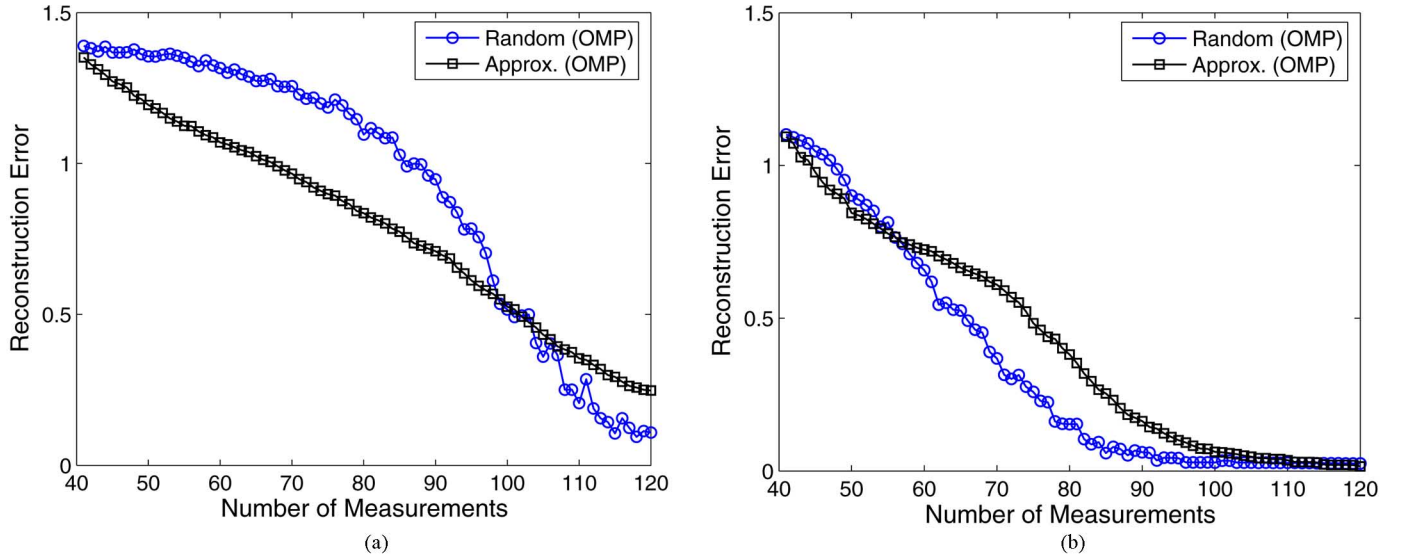 1.5
1
0.5
0
Reconstruction Error
Random (OMP)
Approx. (OMP)
40 50 60 70 80 90 100 110 120
Number of Measurements
(a)
1.5
1
0.5
0
Reconstruction Error
Random (OMP)
Approx. (OMP)
40 50 60 70 80 90 100 110 120
Number of Measurements
(b)